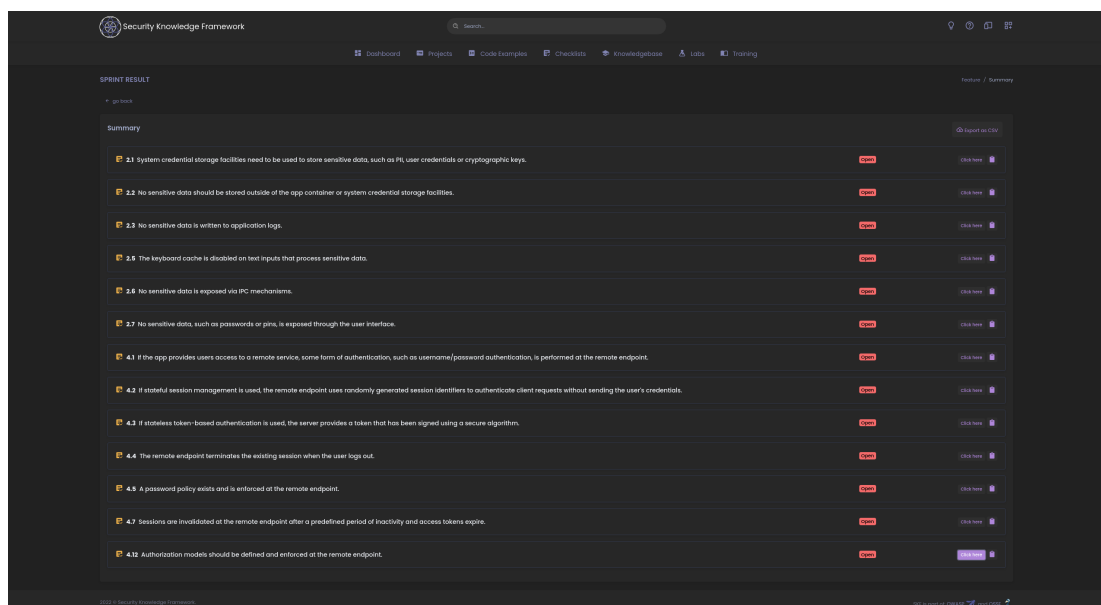 Security Knowledge Framework
Search...
Dashboard Projects Code Examples Checklists Knowledgebase Labs Training
SPRINT RESULT
Feature / Summary
go back
Summary
Export as CSV
2.1 System credential storage facilities need to be used to store sensitive data, such as PII, user credentials or cryptographic keys. Open Click here
2.2 No sensitive data should be stored outside of the app container or system credential storage facilities. Open Click here
2.3 No sensitive data is written to application logs. Open Click here
2.5 The keyboard cache is disabled on text inputs that process sensitive data. Open Click here
2.6 No sensitive data is exposed via IPC mechanisms. Open Click here
2.7 No sensitive data, such as passwords or pins, is exposed through the user interface. Open Click here
4.1 If the app provides users access to a remote service, some form of authentication, such as username/password authentication, is performed at the remote endpoint. Open Click here
4.2 If stateful session management is used, the remote endpoint uses randomly generated session identifiers to authenticate client requests without sending the user's credentials. Open Click here
4.3 If stateless token-based authentication is used, the server provides a token that has been signed using a secure algorithm. Open Click here
4.4 The remote endpoint terminates the existing session when the user logs out. Open Click here
4.5 A password policy exists and is enforced at the remote endpoint. Open Click here
4.7 Sessions are invalidated at the remote endpoint after a predefined period of inactivity and access tokens expire. Open Click here
4.12 Authorization models should be defined and enforced at the remote endpoint. Open Click here
2022 © Security Knowledge Framework